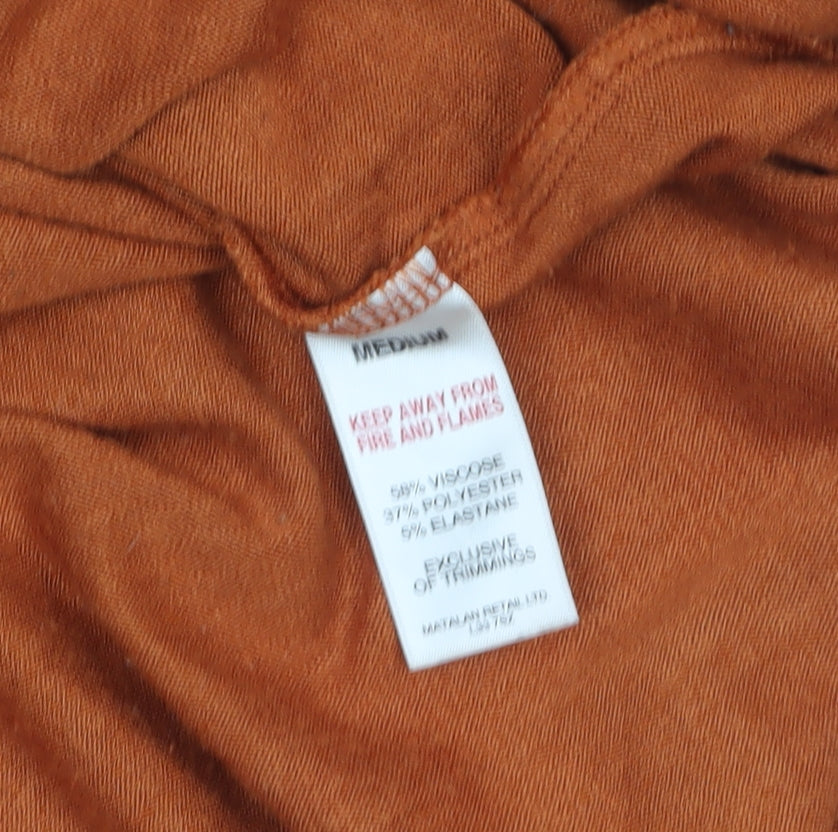 MEDIUM
KEEP AWAY FROM
FIRE AND FLAMES
58% VISCOSE
37% POLYESTER
5% ELASTANE
EXCLUSIVE
OF TRIMMINGS
MATALAN RETAIL LTD